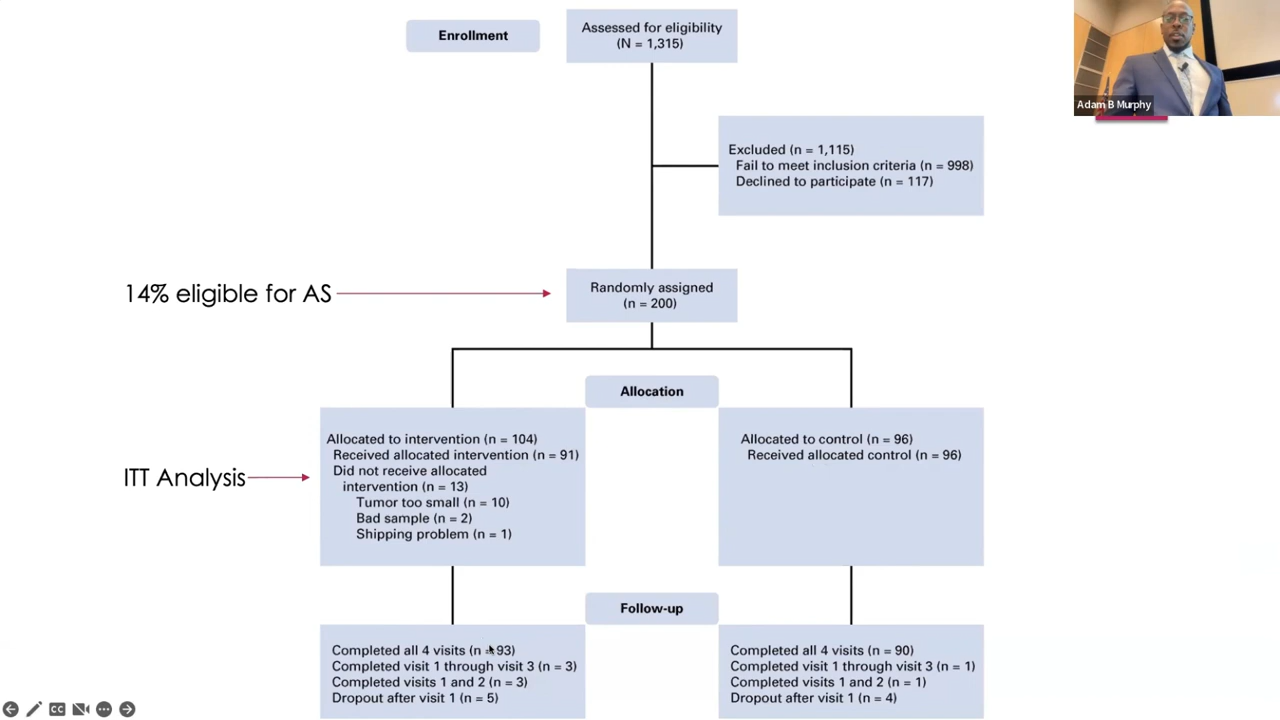 Enrollment
Assessed for eligibility
(N = 1,315)
Adam B Murphy
Excluded (n = 1,115)
Fail to meet inclusion criteria (n = 998)
Declined to participate (n = 117)
14% eligible for AS
Randomly assigned
(n = 200)
Allocation
Allocated to intervention (n = 104)
Received allocated intervention (n = 91)
Did not receive allocated
intervention (n = 13)
Tumor too small (n = 10)
Bad sample (n = 2)
Shipping problem (n = 1)
Allocated to control (n = 96)
Received allocated control (n = 96)
ITT Analysis
Follow-up
Completed all 4 visits (n = 93)
Completed visit 1 through visit 3 (n = 3)
Completed visits 1 and 2 (n = 3)
Dropout after visit 1 (n = 5)
Completed all 4 visits (n = 90)
Completed visit 1 through visit 3 (n = 1)
Completed visits 1 and 2 (n = 1)
Dropout after visit 1 (n = 4)
CC